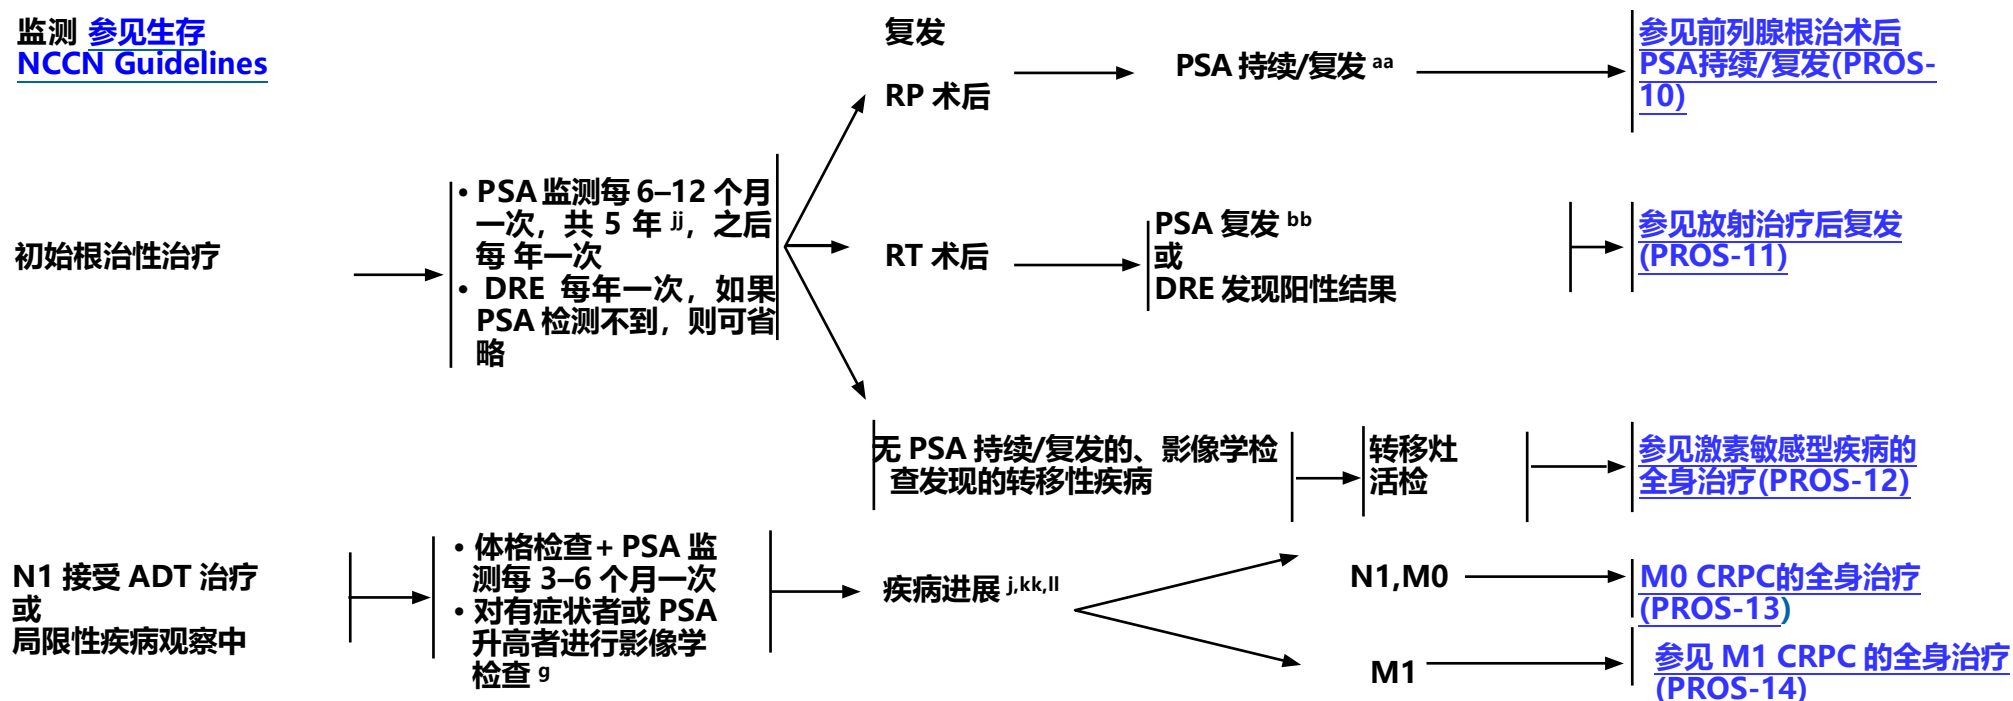 监测 参见生存
NCCN Guidelines
复发
RP 术后
PSA 持续/复发 aa
参见前列腺根治术后
PSA持续/复发(PROS-
10)
初始根治性治疗
• PSA 监测每 6–12 个月
一次，共 5 年 jj，之后
每 年一次
• DRE 每年一次，如果
PSA 检测不到，则可省
略
RT 术后
PSA 复发 bb
或
DRE 发现阳性结果
参见放射治疗后复发
(PROS-11)
无 PSA 持续/复发的、影像学检
查发现的转移性疾病
转移灶
活检
参见激素敏感型疾病的
全身治疗(PROS-12)
N1 接受 ADT 治疗
或
局限性疾病观察中
• 体格检查+ PSA 监
测每 3–6 个月一次
• 对有症状者或 PSA
升高者进行影像学
检查 g
疾病进展 j,kk,ll
N1,M0
M0 CRPC的全身治疗
(PROS-13)
M1
参见 M1 CRPC 的全身治疗
(PROS-14)